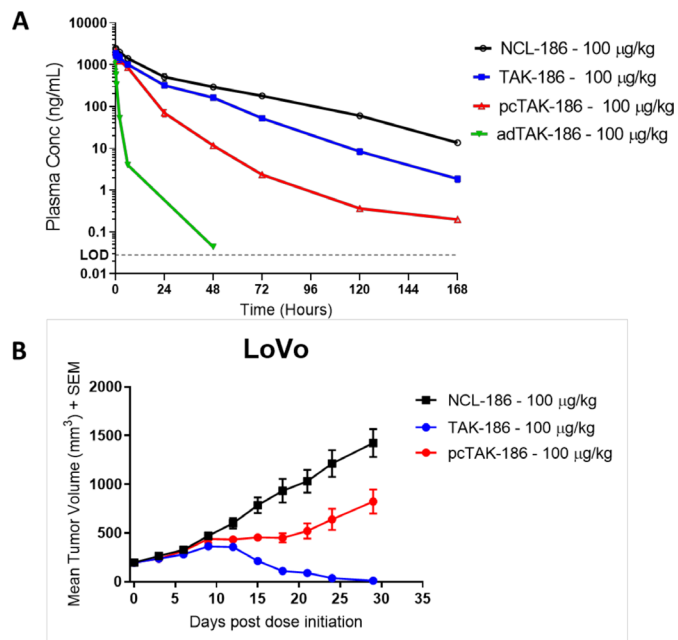 A
Plasma Conc (ng/mL)
10000
1000
100
10
1
0.1
LOD
0.01
0
24
48
72
96
120
144
168
Time (Hours)
NCL-186 - 100 µg/kg
TAK-186 - 100 µg/kg
pcTAK-186 - 100 µg/kg
adTAK-186 - 100 µg/kg
B
LoVo
Mean Tumor Volume (mm³) + SEM
2000
1500
1000
500
0
0
5
10
15
20
25
30
35
Days post dose initiation
NCL-186 - 100 µg/kg
TAK-186 - 100 µg/kg
pcTAK-186 - 100 µg/kg